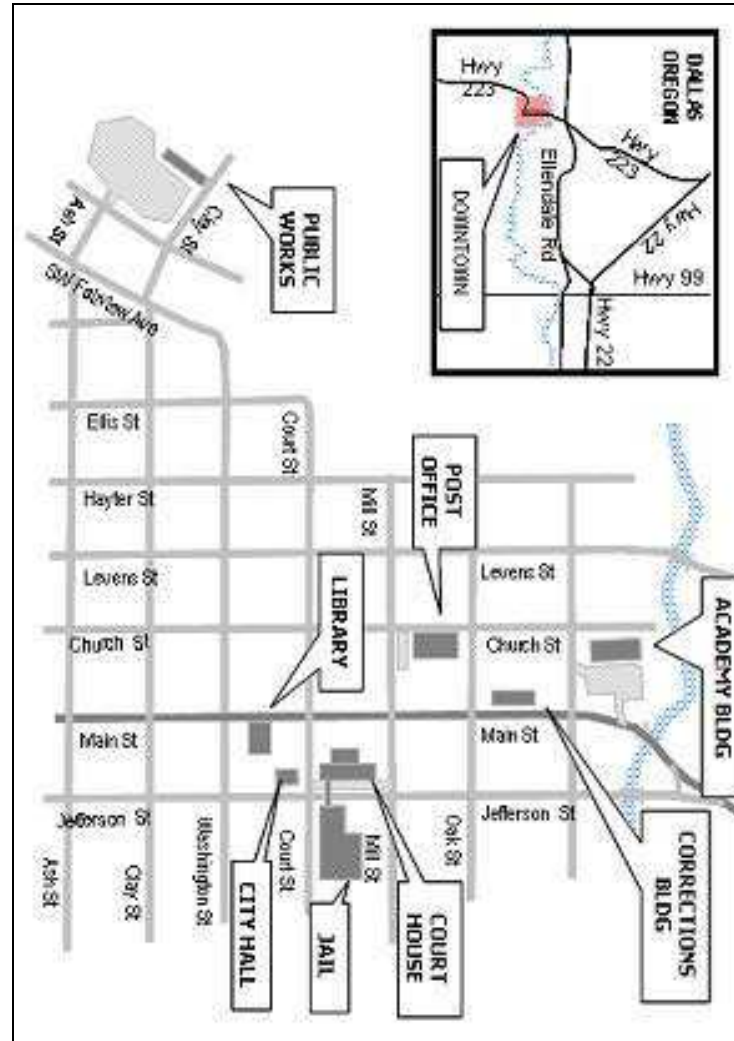 DALLAS
OREGON
Hwy
223
Hwy
223
Hwy 22
Hwy 99
Hwy 22
Ellendale Rd
DOWNTOWN
PUBLIC
WORKS
Clay St
Ash St
SW Fairview Ave
Ellis St
Court St
Hayter St
Mill St
POST
OFFICE
Levens St
Levens St
ACADEMY BLDG
Church St
Church St
LIBRARY
Main St
Main St
Jefferson St
Jefferson St
Ash St
Clay St
Washington St
Court St
Mill St
Oak St
CITY HALL
JAIL
COURT
HOUSE
CORRECTIONS
BLDG